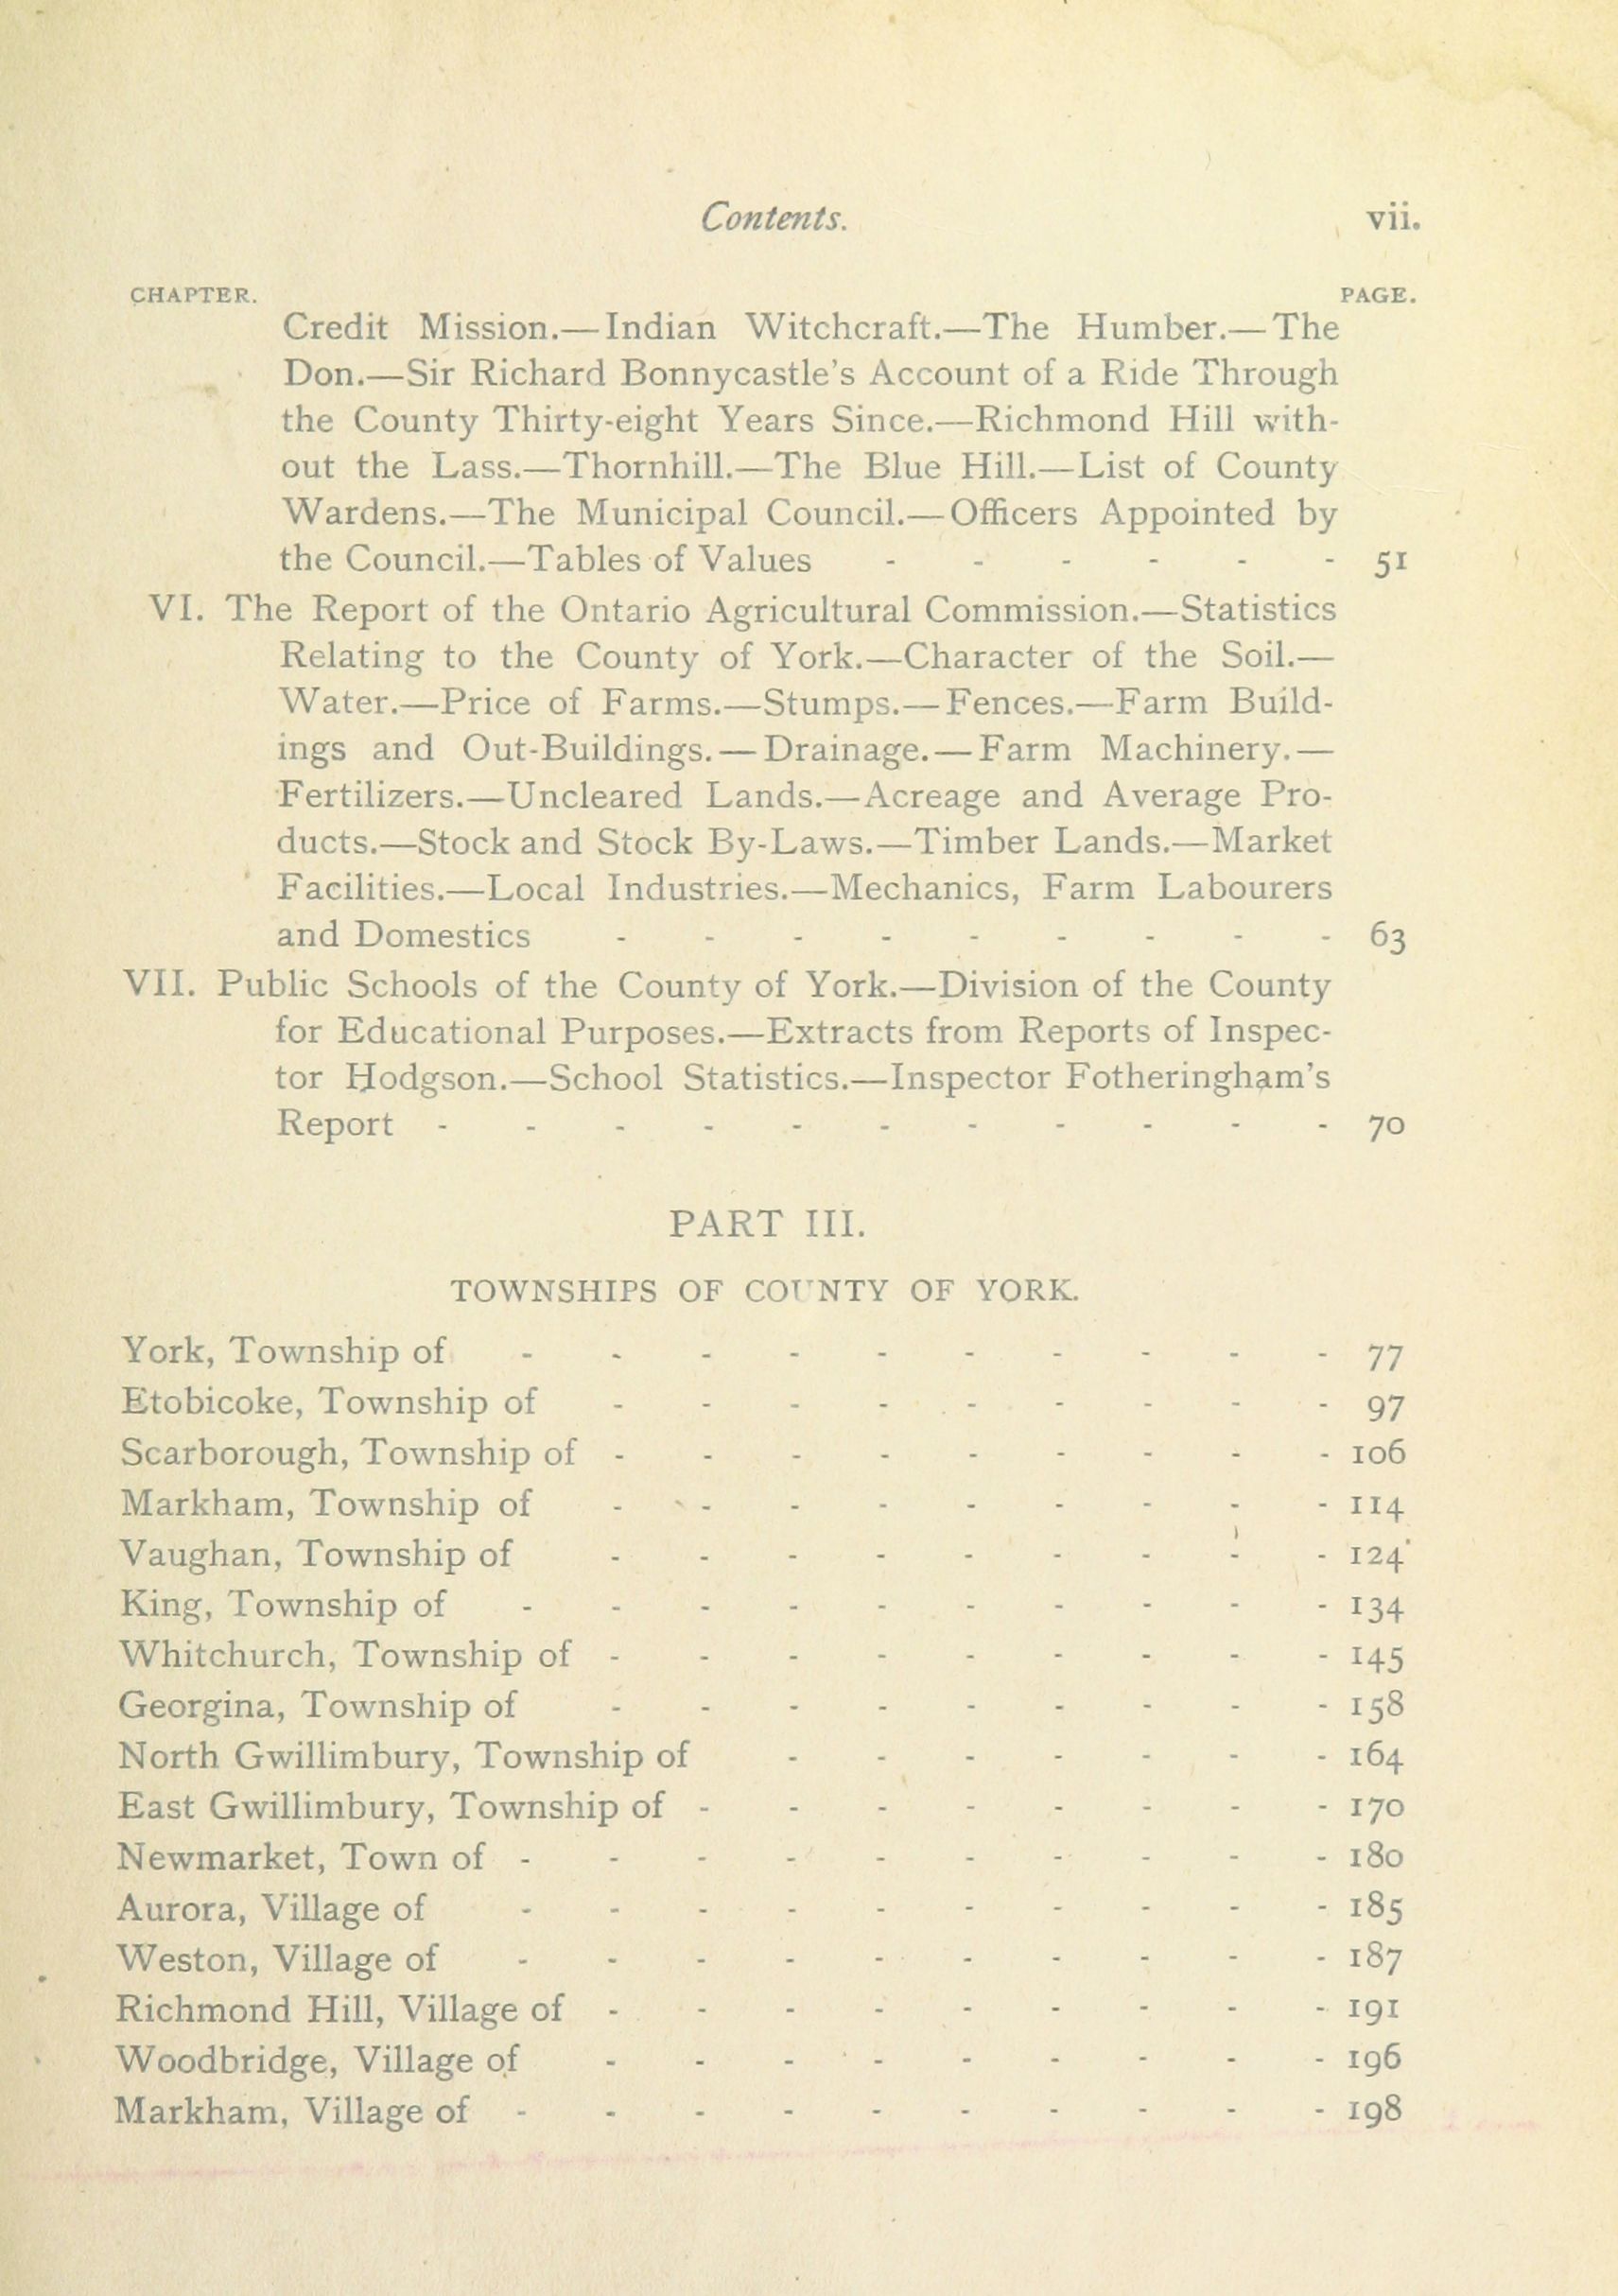 Contents.
vii.
CHAPTER.
PAGE.
Credit Mission.—Indian Witchcraft.—The Humber.—The
Don.—Sir Richard Bonnycastle's Account of a Ride Through
the County Thirty-eight Years Since.—Richmond Hill with-
out the Lass.—Thornhill.—The Blue Hill.—List of County
Wardens.—The Municipal Council.—Officers Appointed by
the Council.—Tables of Values - - - - - - 51
VI. The Report of the Ontario Agricultural Commission.—Statistics
Relating to the County of York.—Character of the Soil.—
Water.—Price of Farms.—Stumps.—Fences.—Farm Build-
ings and Out-Buildings.—Drainage.—Farm Machinery.—
Fertilizers.—Uncleared Lands.—Acreage and Average Pro-
ducts.—Stock and Stock By-Laws.—Timber Lands.—Market
Facilities.—Local Industries.—Mechanics, Farm Labourers
and Domestics - - - - - - - - - 63
VII. Public Schools of the County of York.—Division of the County
for Educational Purposes.—Extracts from Reports of Inspec-
tor Hodgson.—School Statistics.—Inspector Fotheringham's
Report - - - - - - - - - - - 70
PART III.
TOWNSHIPS OF COUNTY OF YORK.
York, Township of - - - - - - - - - - 77
Etobicoke, Township of - - - - - - - - - 97
Scarborough, Township of - - - - - - - - - 106
Markham, Township of - - - - - - - - - 114
Vaughan, Township of - - - - - - - - - 124
King, Township of - - - - - - - - - - 134
Whitchurch, Township of - - - - - - - - - 145
Georgina, Township of - - - - - - - - - 158
North Gwillimbury, Township of - - - - - - - 164
East Gwillimbury, Township of - - - - - - - - 170
Newmarket, Town of - - - - - - - - - - 180
Aurora, Village of - - - - - - - - - - 185
Weston, Village of - - - - - - - - - - 187
Richmond Hill, Village of - - - - - - - - - 191
Woodbridge, Village of - - - - - - - - - 196
Markham, Village of - - - - - - - - - - 198